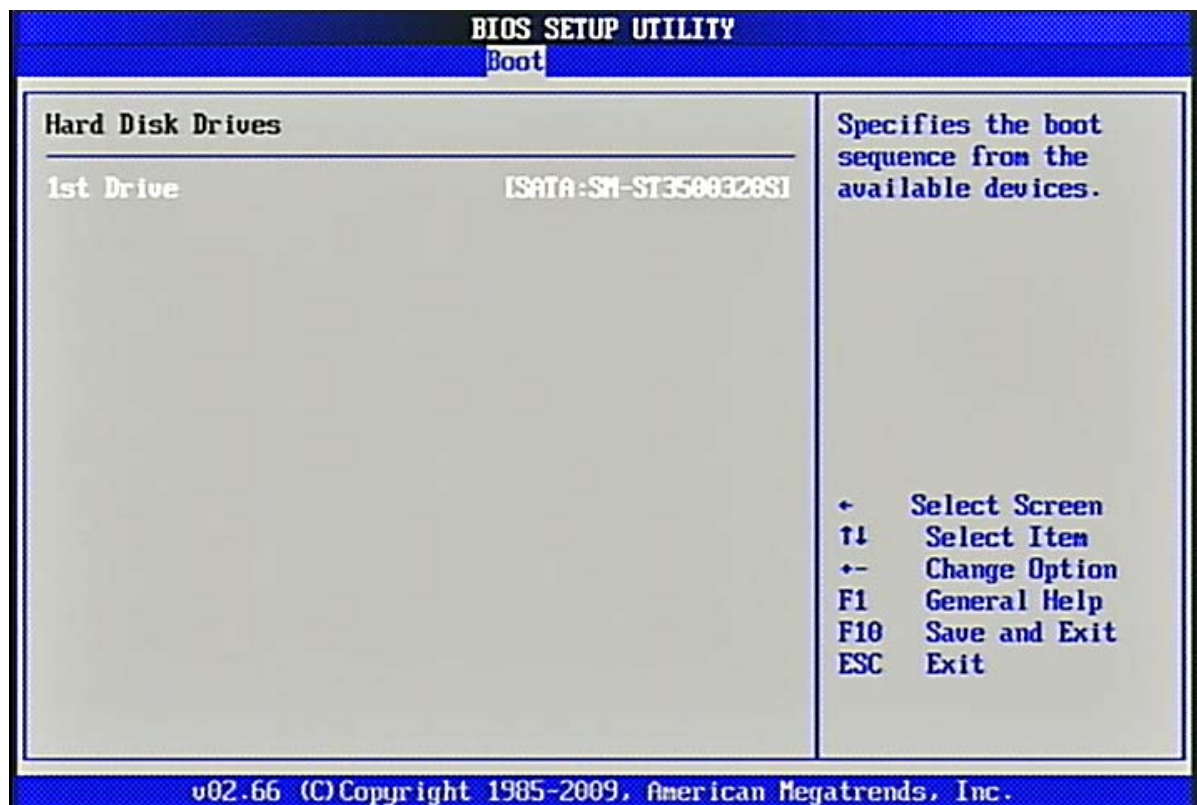 BIOS SETUP UTILITY
Boot
Hard Disk Drives
1st Drive [SATA:SM-ST3500320S]
Specifies the boot
sequence from the
available devices.
← Select Screen
↑↓ Select Item
+- Change Option
F1 General Help
F10 Save and Exit
ESC Exit
v02.66 (C)Copyright 1985-2009, American Megatrends, Inc.